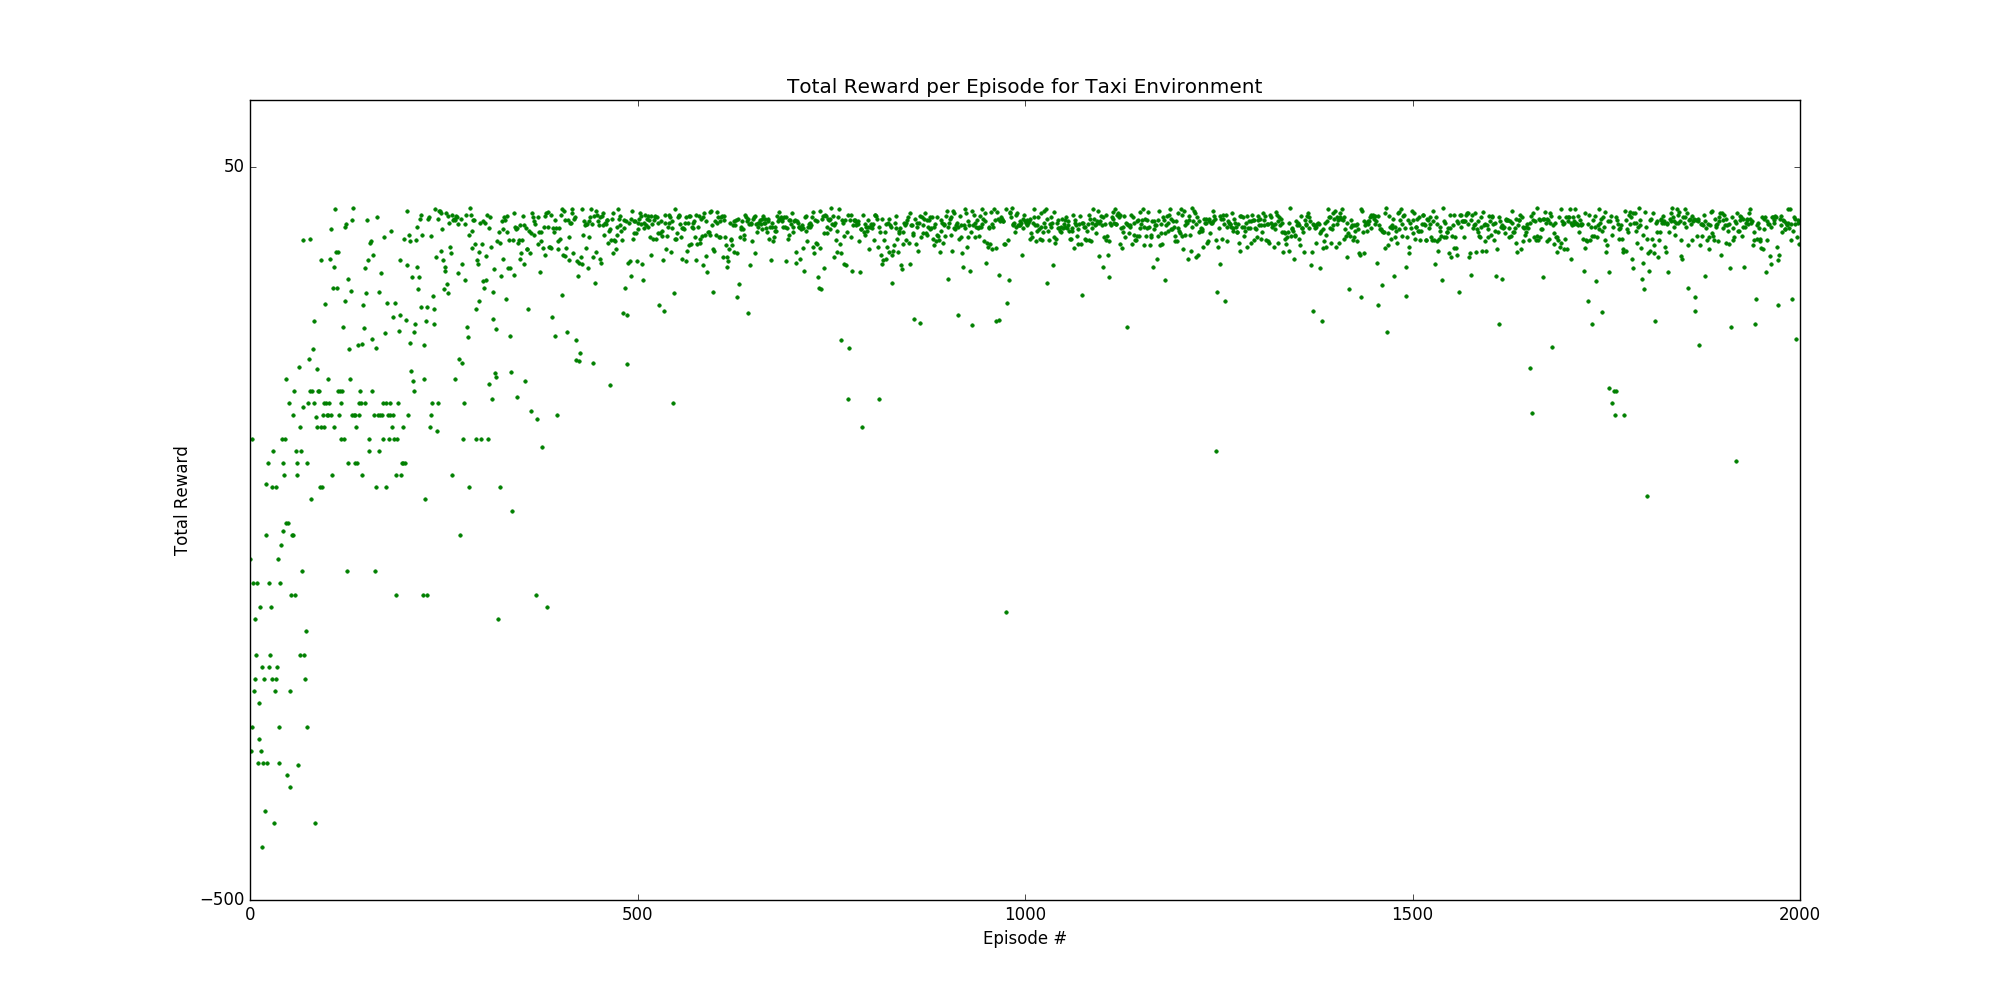 Total Reward per Episode for Taxi Environment
50
Total Reward
−500
0 500 1000 1500 2000
Episode #